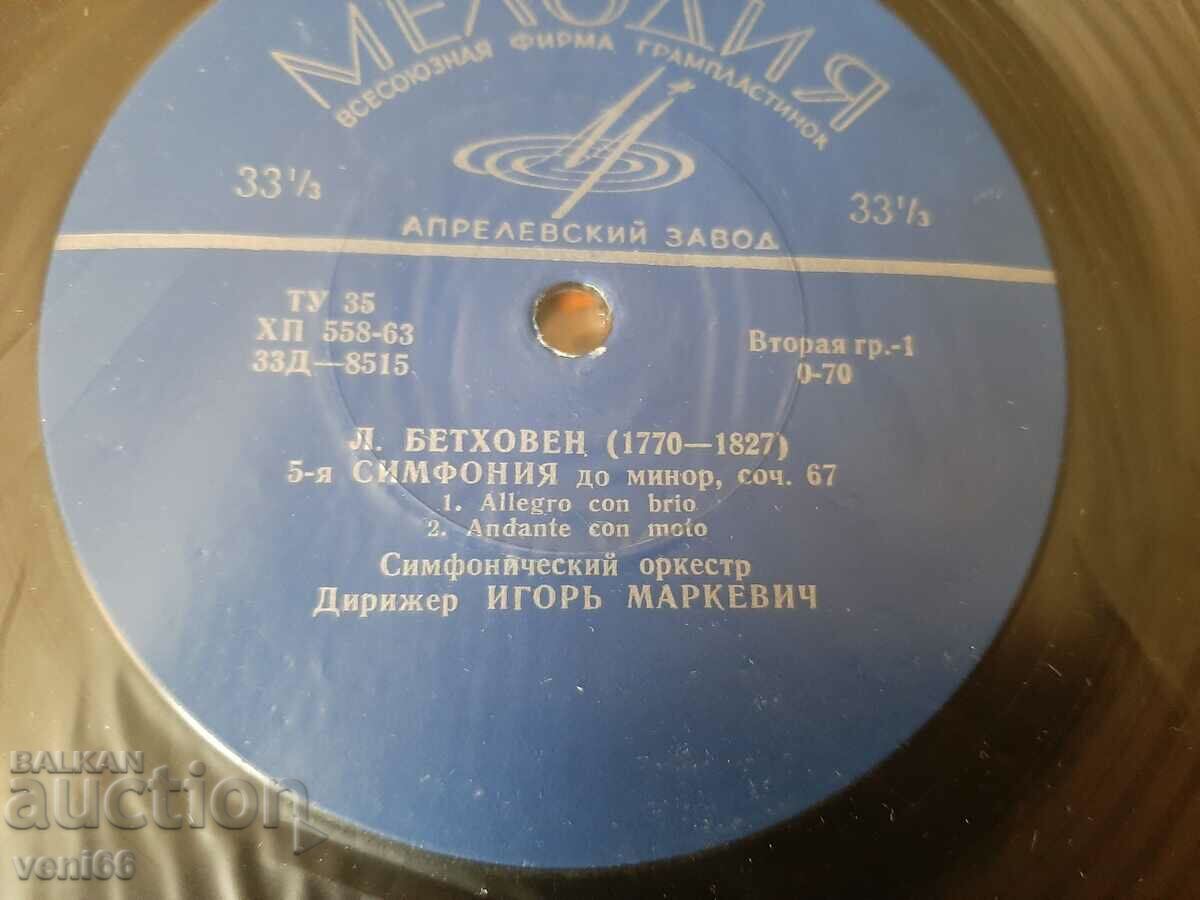 МЕЛОДИЯ
ВСЕСОЮЗНАЯ ФИРМА ГРАМПЛАСТИНОК
33⅓
33⅓
АПРЕЛЕВСКИЙ ЗАВОД
ТУ 35
ХП 558-63
33Д—8515
Вторая гр.-1
0-70
Л. БЕТХОВЕН (1770—1827)
5-я СИМФОНИЯ до минор, соч. 67
1. Allegro con brio
2. Andante con moto
Симфонический оркестр
Дирижер ИГОРЬ МАРКЕВИЧ
BALKAN
auction
veni66